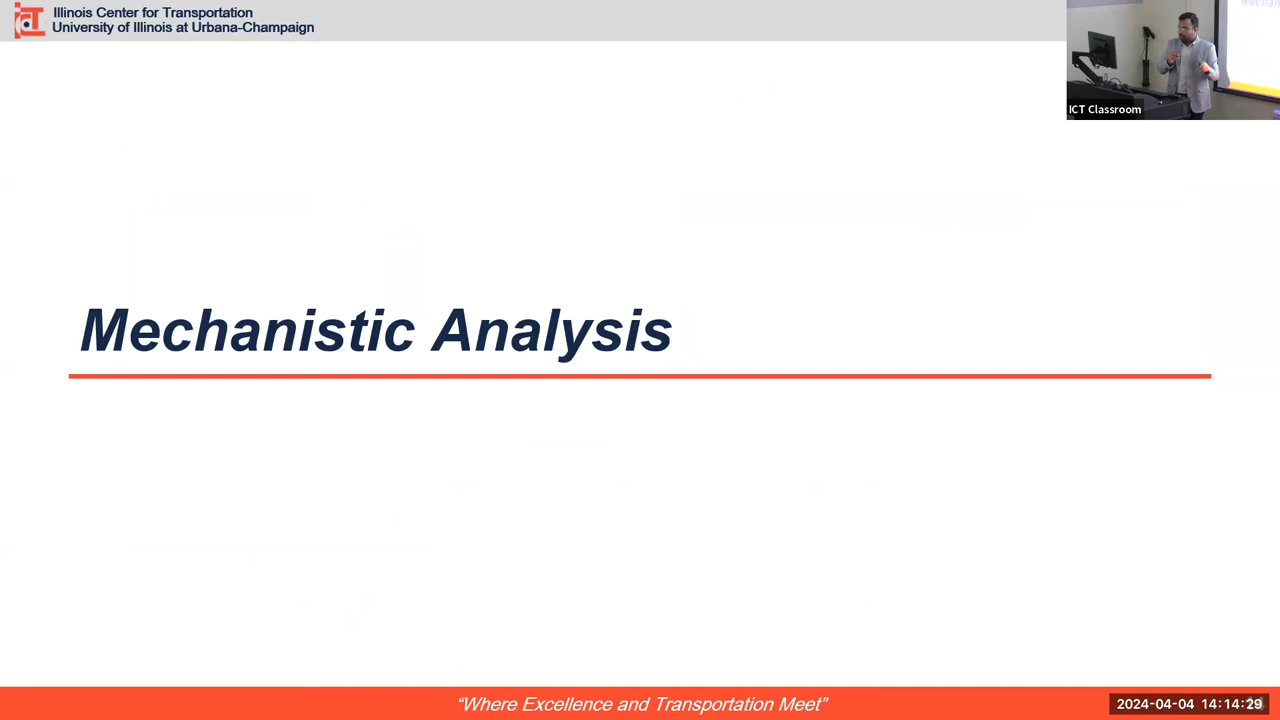 Illinois Center for Transportation
University of Illinois at Urbana-Champaign
ICT Classroom
Mechanistic Analysis
“Where Excellence and Transportation Meet”
2024-04-04 14:14:29